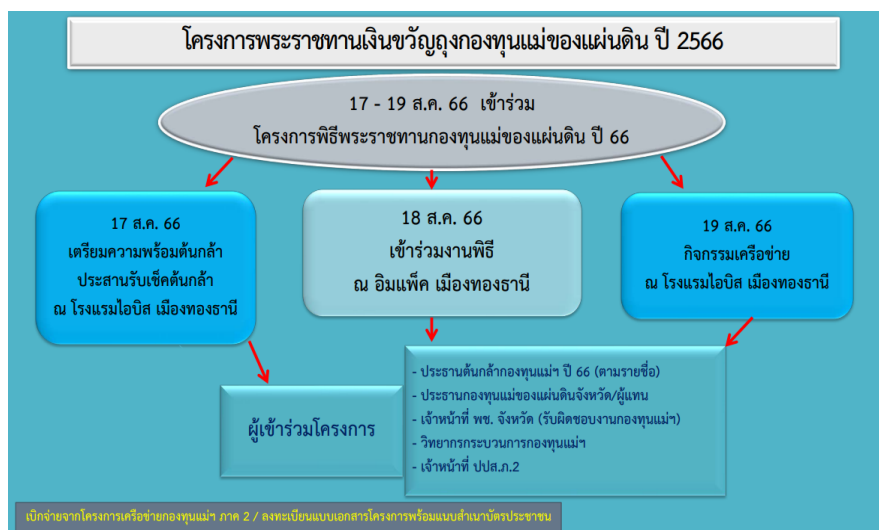 โครงการพระราชทานเงินขวัญถุงกองทุนแม่ของแผ่นดิน ปี 2566
17 - 19 ส.ค. 66 เข้าร่วม
โครงการพิธีพระราชทานกองทุนแม่ของแผ่นดิน ปี 66
17 ส.ค. 66
เตรียมความพร้อมต้นกล้า
ประสานรับเช็คต้นกล้า
ณ โรงแรมไอบิส เมืองทองธานี
18 ส.ค. 66
เข้าร่วมงานพิธี
ณ อิมแพ็ค เมืองทองธานี
19 ส.ค. 66
กิจกรรมเครือข่าย
ณ โรงแรมไอบิส เมืองทองธานี
ผู้เข้าร่วมโครงการ
- ประธานต้นกล้ากองทุนแม่ฯ ปี 66 (ตามรายชื่อ)
- ประธานกองทุนแม่ของแผ่นดินจังหวัด/ผู้แทน
- เจ้าหน้าที่ พช. จังหวัด (รับผิดชอบงานกองทุนแม่ฯ)
- วิทยากรกระบวนการกองทุนแม่ฯ
- เจ้าหน้าที่ ปปส.ภ.2
เบิกจ่ายจากโครงการเครือข่ายกองทุนแม่ฯ ภาค 2 / ลงทะเบียนแบบเอกสารโครงการพร้อมแนบสำเนาบัตรประชาชน